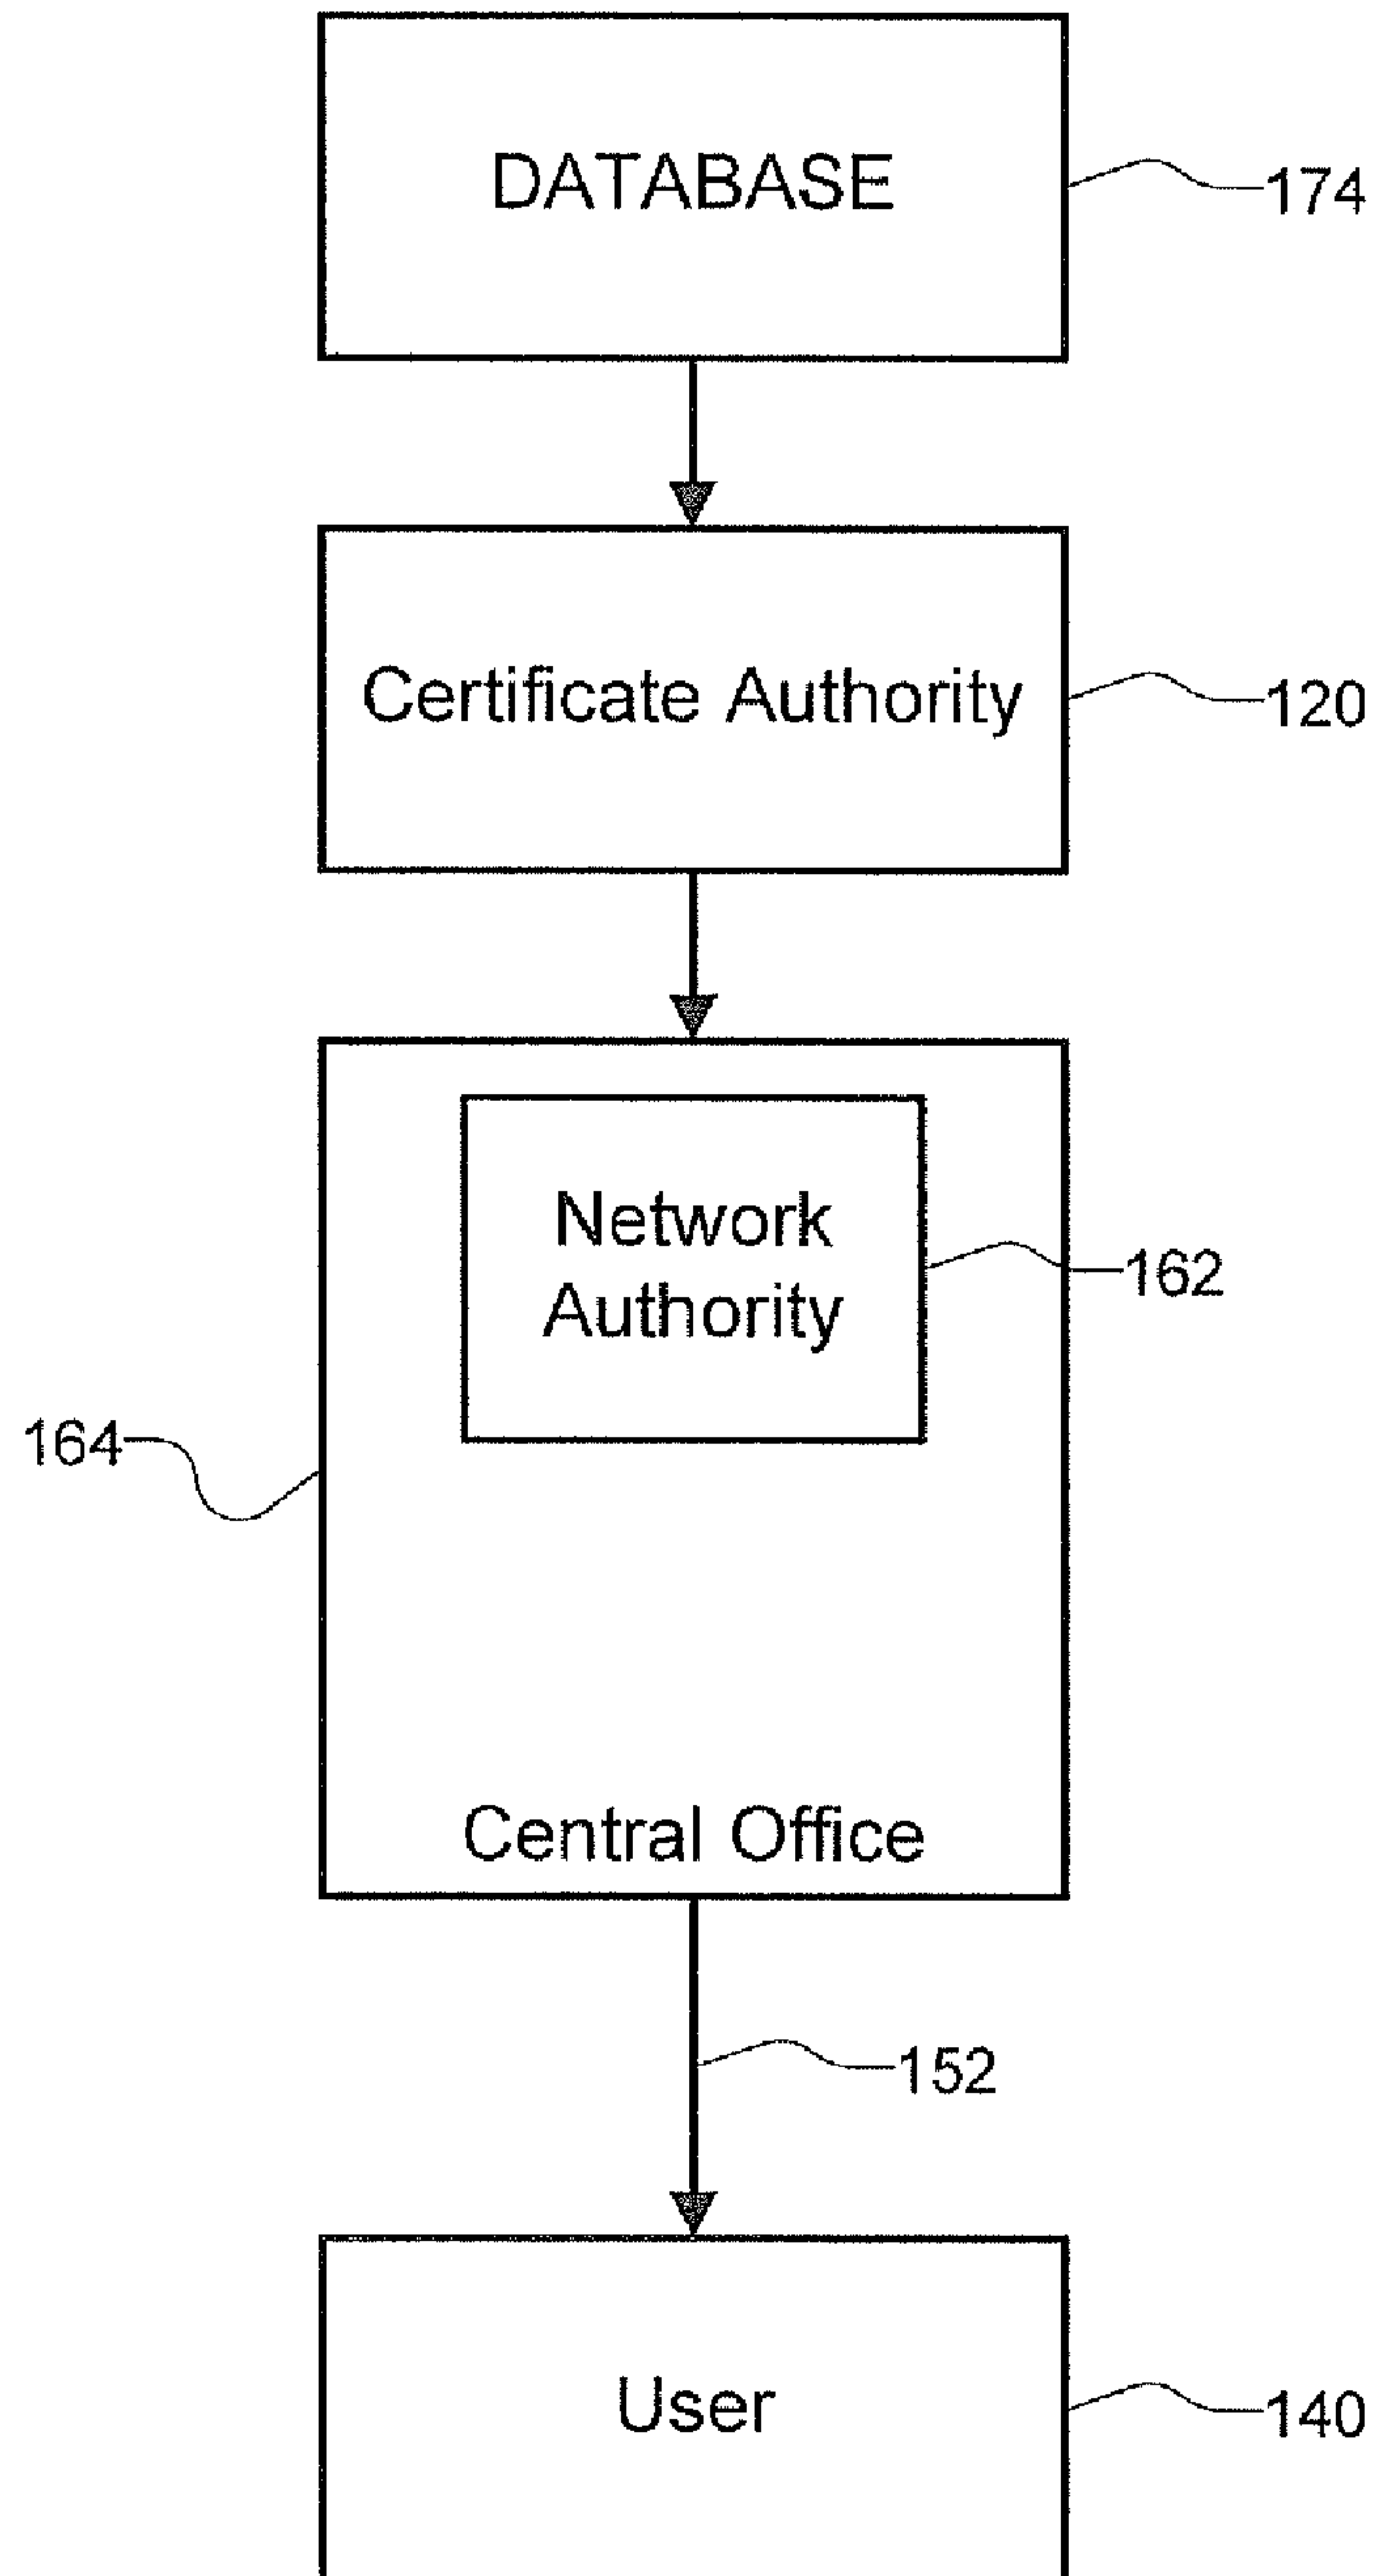 DATABASE
174
Certificate Authority
120
Network
Authority
162
164
Central Office
152
User
140